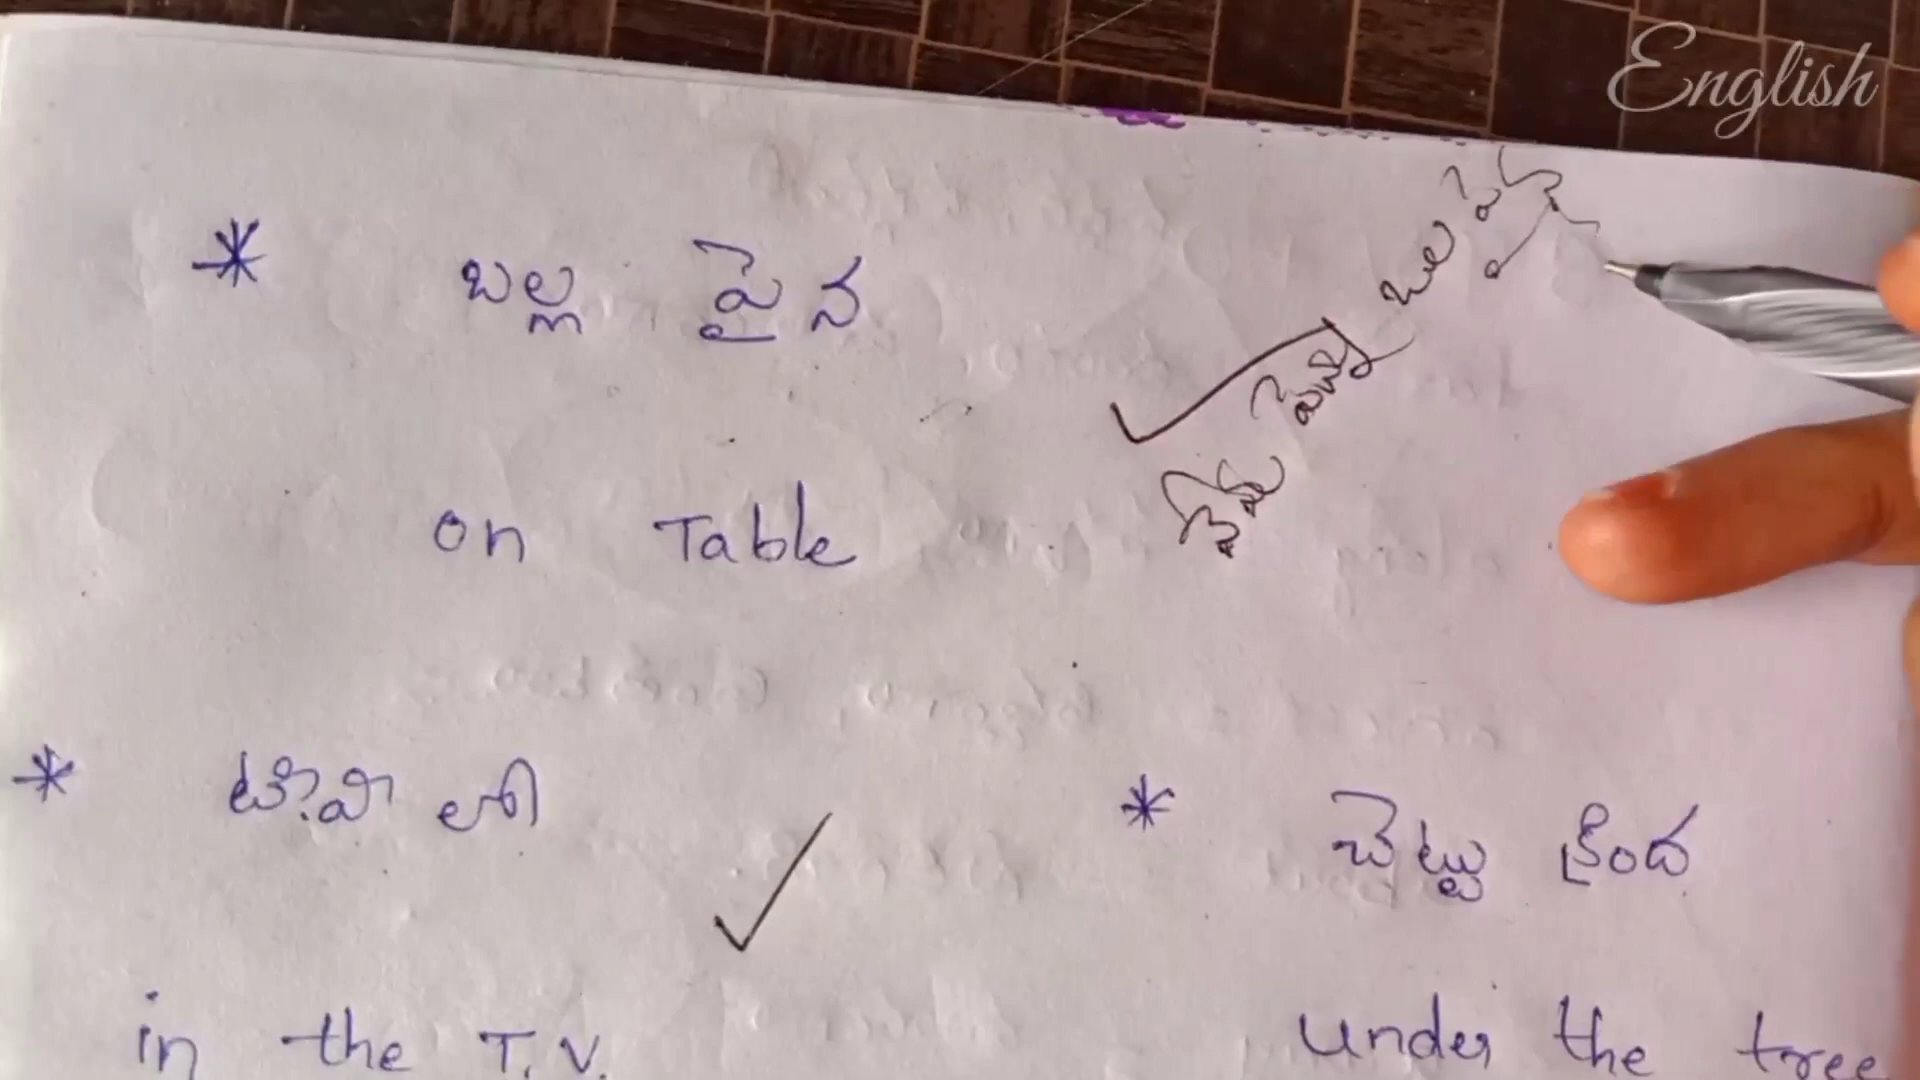 English
* బల్ల పైన
on Table
* టీ.వి లో
* చెట్టు క్రింద
in the T.V.
under the tree